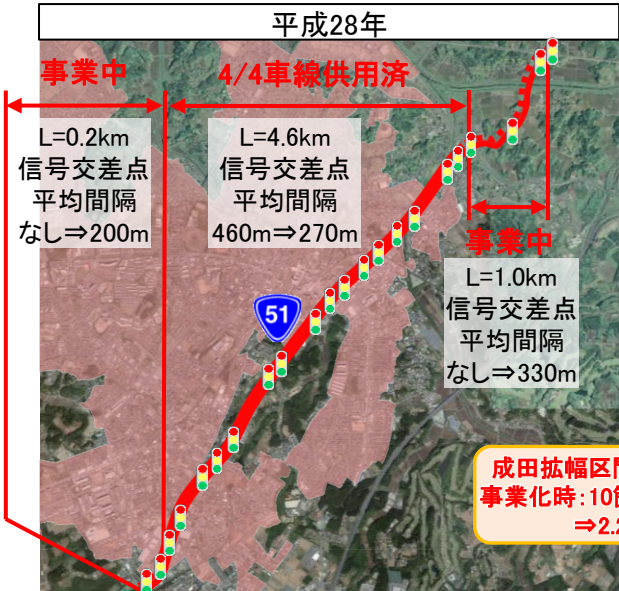 平成28年
事業中
4/4車線供用済
L=0.2km
信号交差点
平均間隔
なし⇒200m
L=4.6km
信号交差点
平均間隔
460m⇒270m
事業中
L=1.0km
信号交差点
平均間隔
なし⇒330m
51
成田拡幅区
事業化時:10
⇒2.2